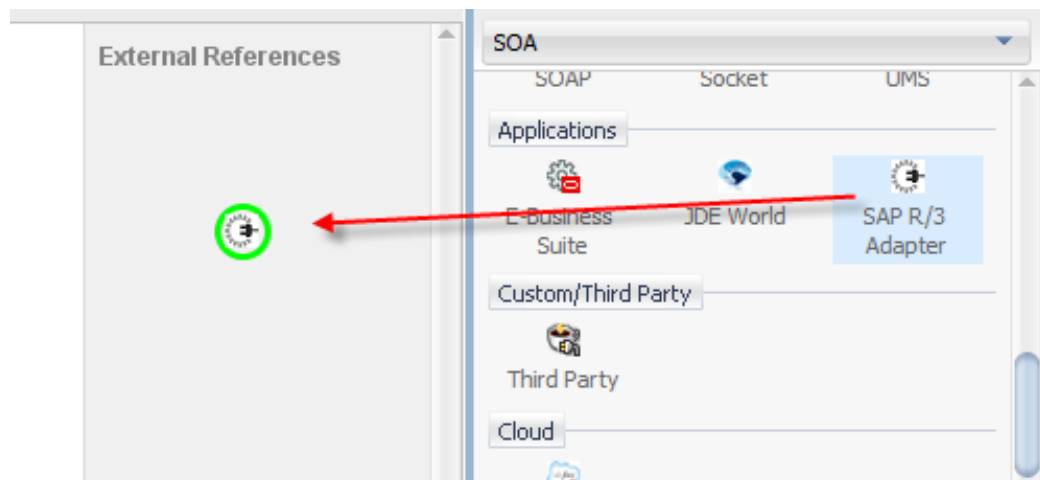 External References
SOA
SOAP Socket UMS
Applications
E-Business JDE World SAP R/3
Suite Adapter
Custom/Third Party
Third Party
Cloud